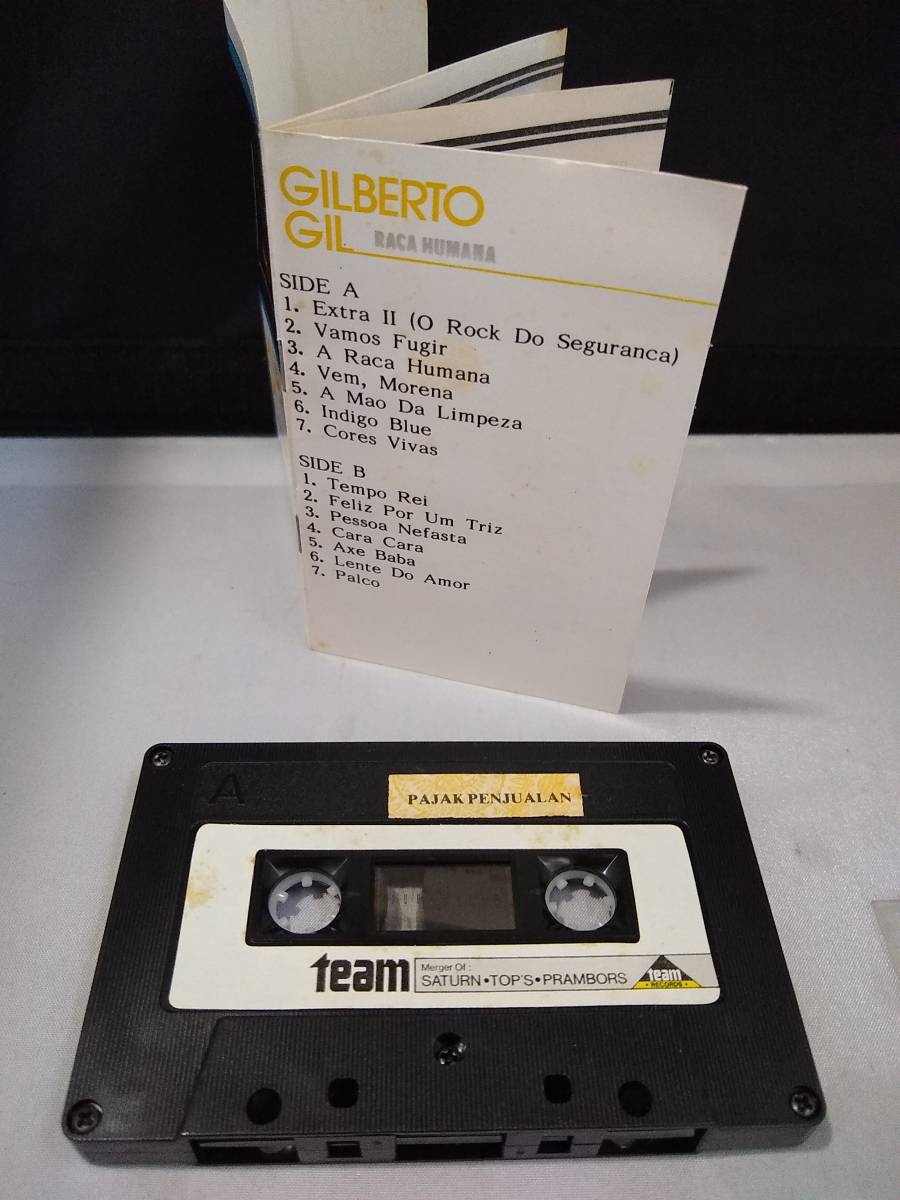 GILBERTO
GIL RACA HUMANA
SIDE A
1. Extra II (O Rock Do Seguranca)
2. Vamos Fugir
3. A Raca Humana
4. Vem, Morena
5. A Mao Da Limpeza
6. Indigo Blue
7. Cores Vivas
SIDE B
1. Tempo Rei
2. Feliz Por Um Triz
3. Pessoa Nefasta
4. Cara Cara
5. Axe Baba
6. Lente Do Amor
7. Palco
A
PAJAK PENJUALAN
team
Merger Of :
SATURN•TOP'S•PRAMBORS
team
RECORDS